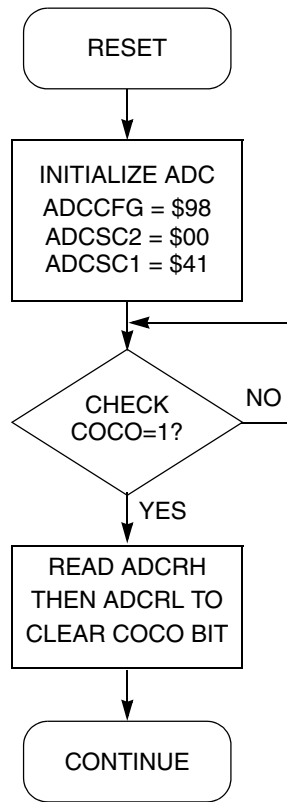 RESET
INITIALIZE ADC
ADCCFG = $98
ADCSC2 = $00
ADCSC1 = $41
CHECK
COCO=1?
NO
YES
READ ADCRH
THEN ADCRL TO
CLEAR COCO BIT
CONTINUE